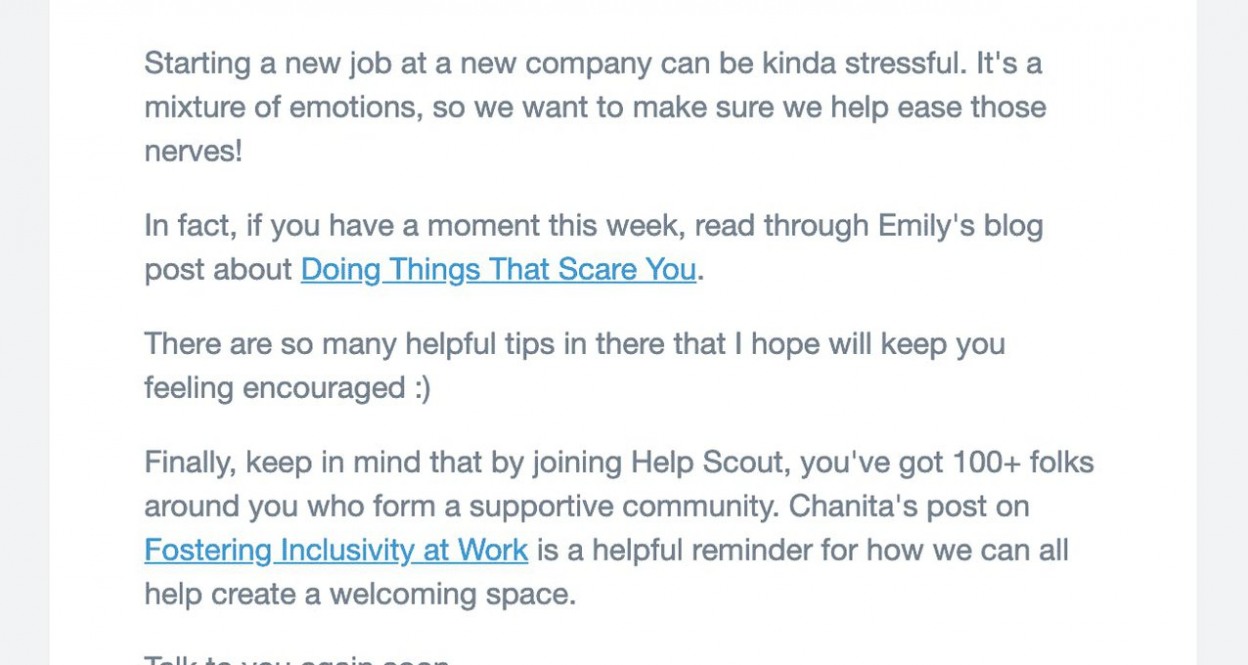 Starting a new job at a new company can be kinda stressful. It's a
mixture of emotions, so we want to make sure we help ease those
nerves!
In fact, if you have a moment this week, read through Emily's blog
post about Doing Things That Scare You.
There are so many helpful tips in there that I hope will keep you
feeling encouraged :)
Finally, keep in mind that by joining Help Scout, you've got 100+ folks
around you who form a supportive community. Chanita's post on
Fostering Inclusivity at Work is a helpful reminder for how we can all
help create a welcoming space.
Talk to you again soon